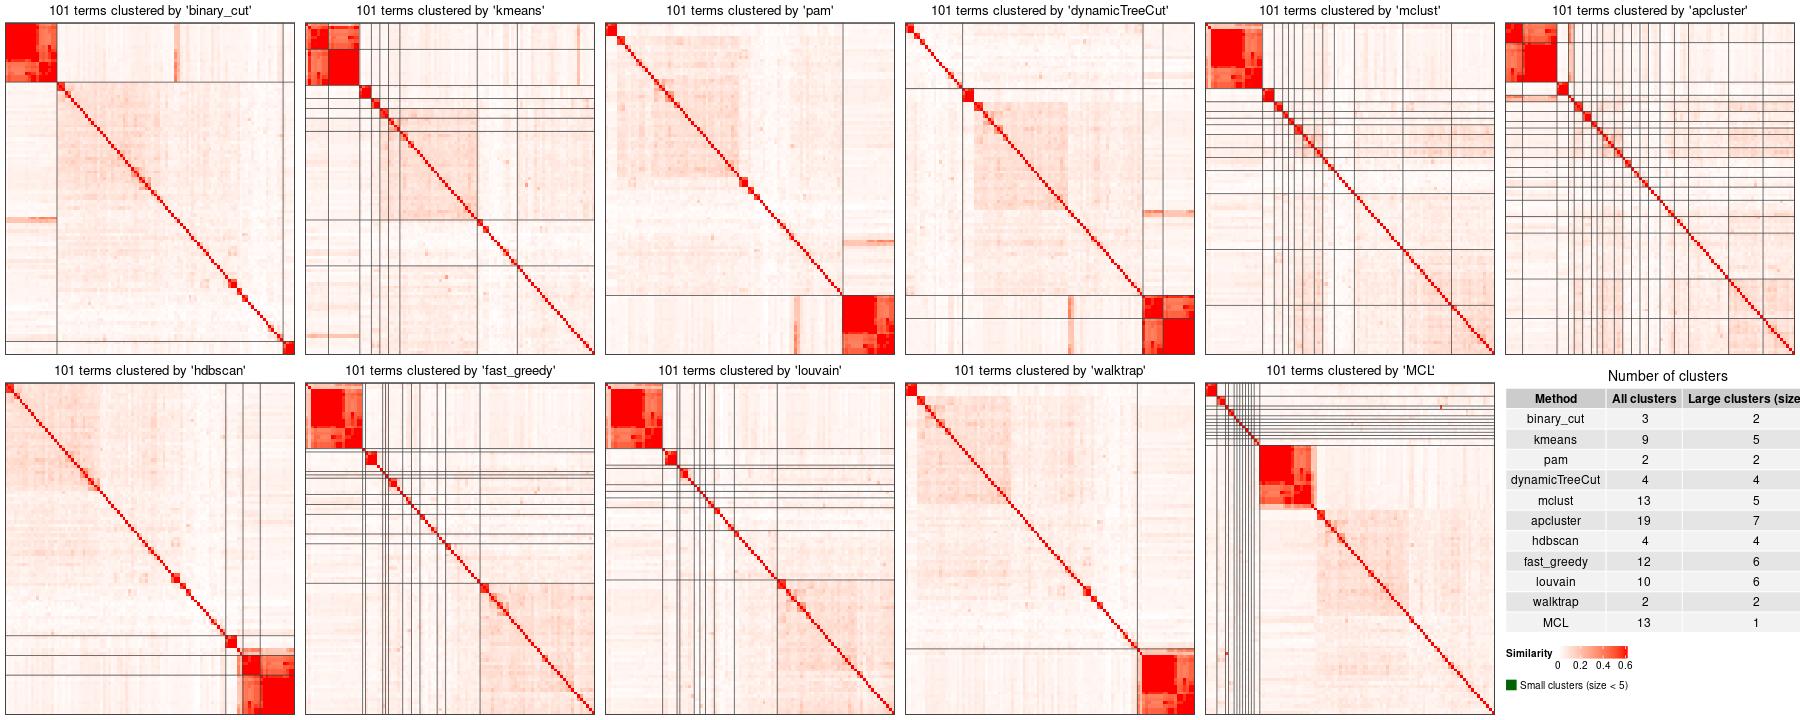 101 terms clustered by 'binary_cut'
101 terms clustered by 'kmeans'
101 terms clustered by 'pam'
101 terms clustered by 'dynamicTreeCut'
101 terms clustered by 'mclust'
101 terms clustered by 'apcluster'
101 terms clustered by 'hdbscan'
101 terms clustered by 'fast_greedy'
101 terms clustered by 'louvain'
101 terms clustered by 'walktrap'
101 terms clustered by 'MCL'
Number of clusters
Method All clusters Large clusters (size
binary_cut 3 2
kmeans 9 5
pam 2 2
dynamicTreeCut 4 4
mclust 13 5
apcluster 19 7
hdbscan 4 4
fast_greedy 12 6
louvain 10 6
walktrap 2 2
MCL 13 1
Similarity
0 0.2 0.4 0.6
Small clusters (size < 5)